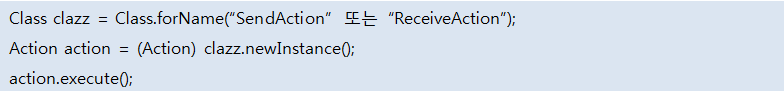 Class clazz = Class.forName(“SendAction” 또는 “ReceiveAction”);
Action action = (Action) clazz.newInstance();
action.execute();